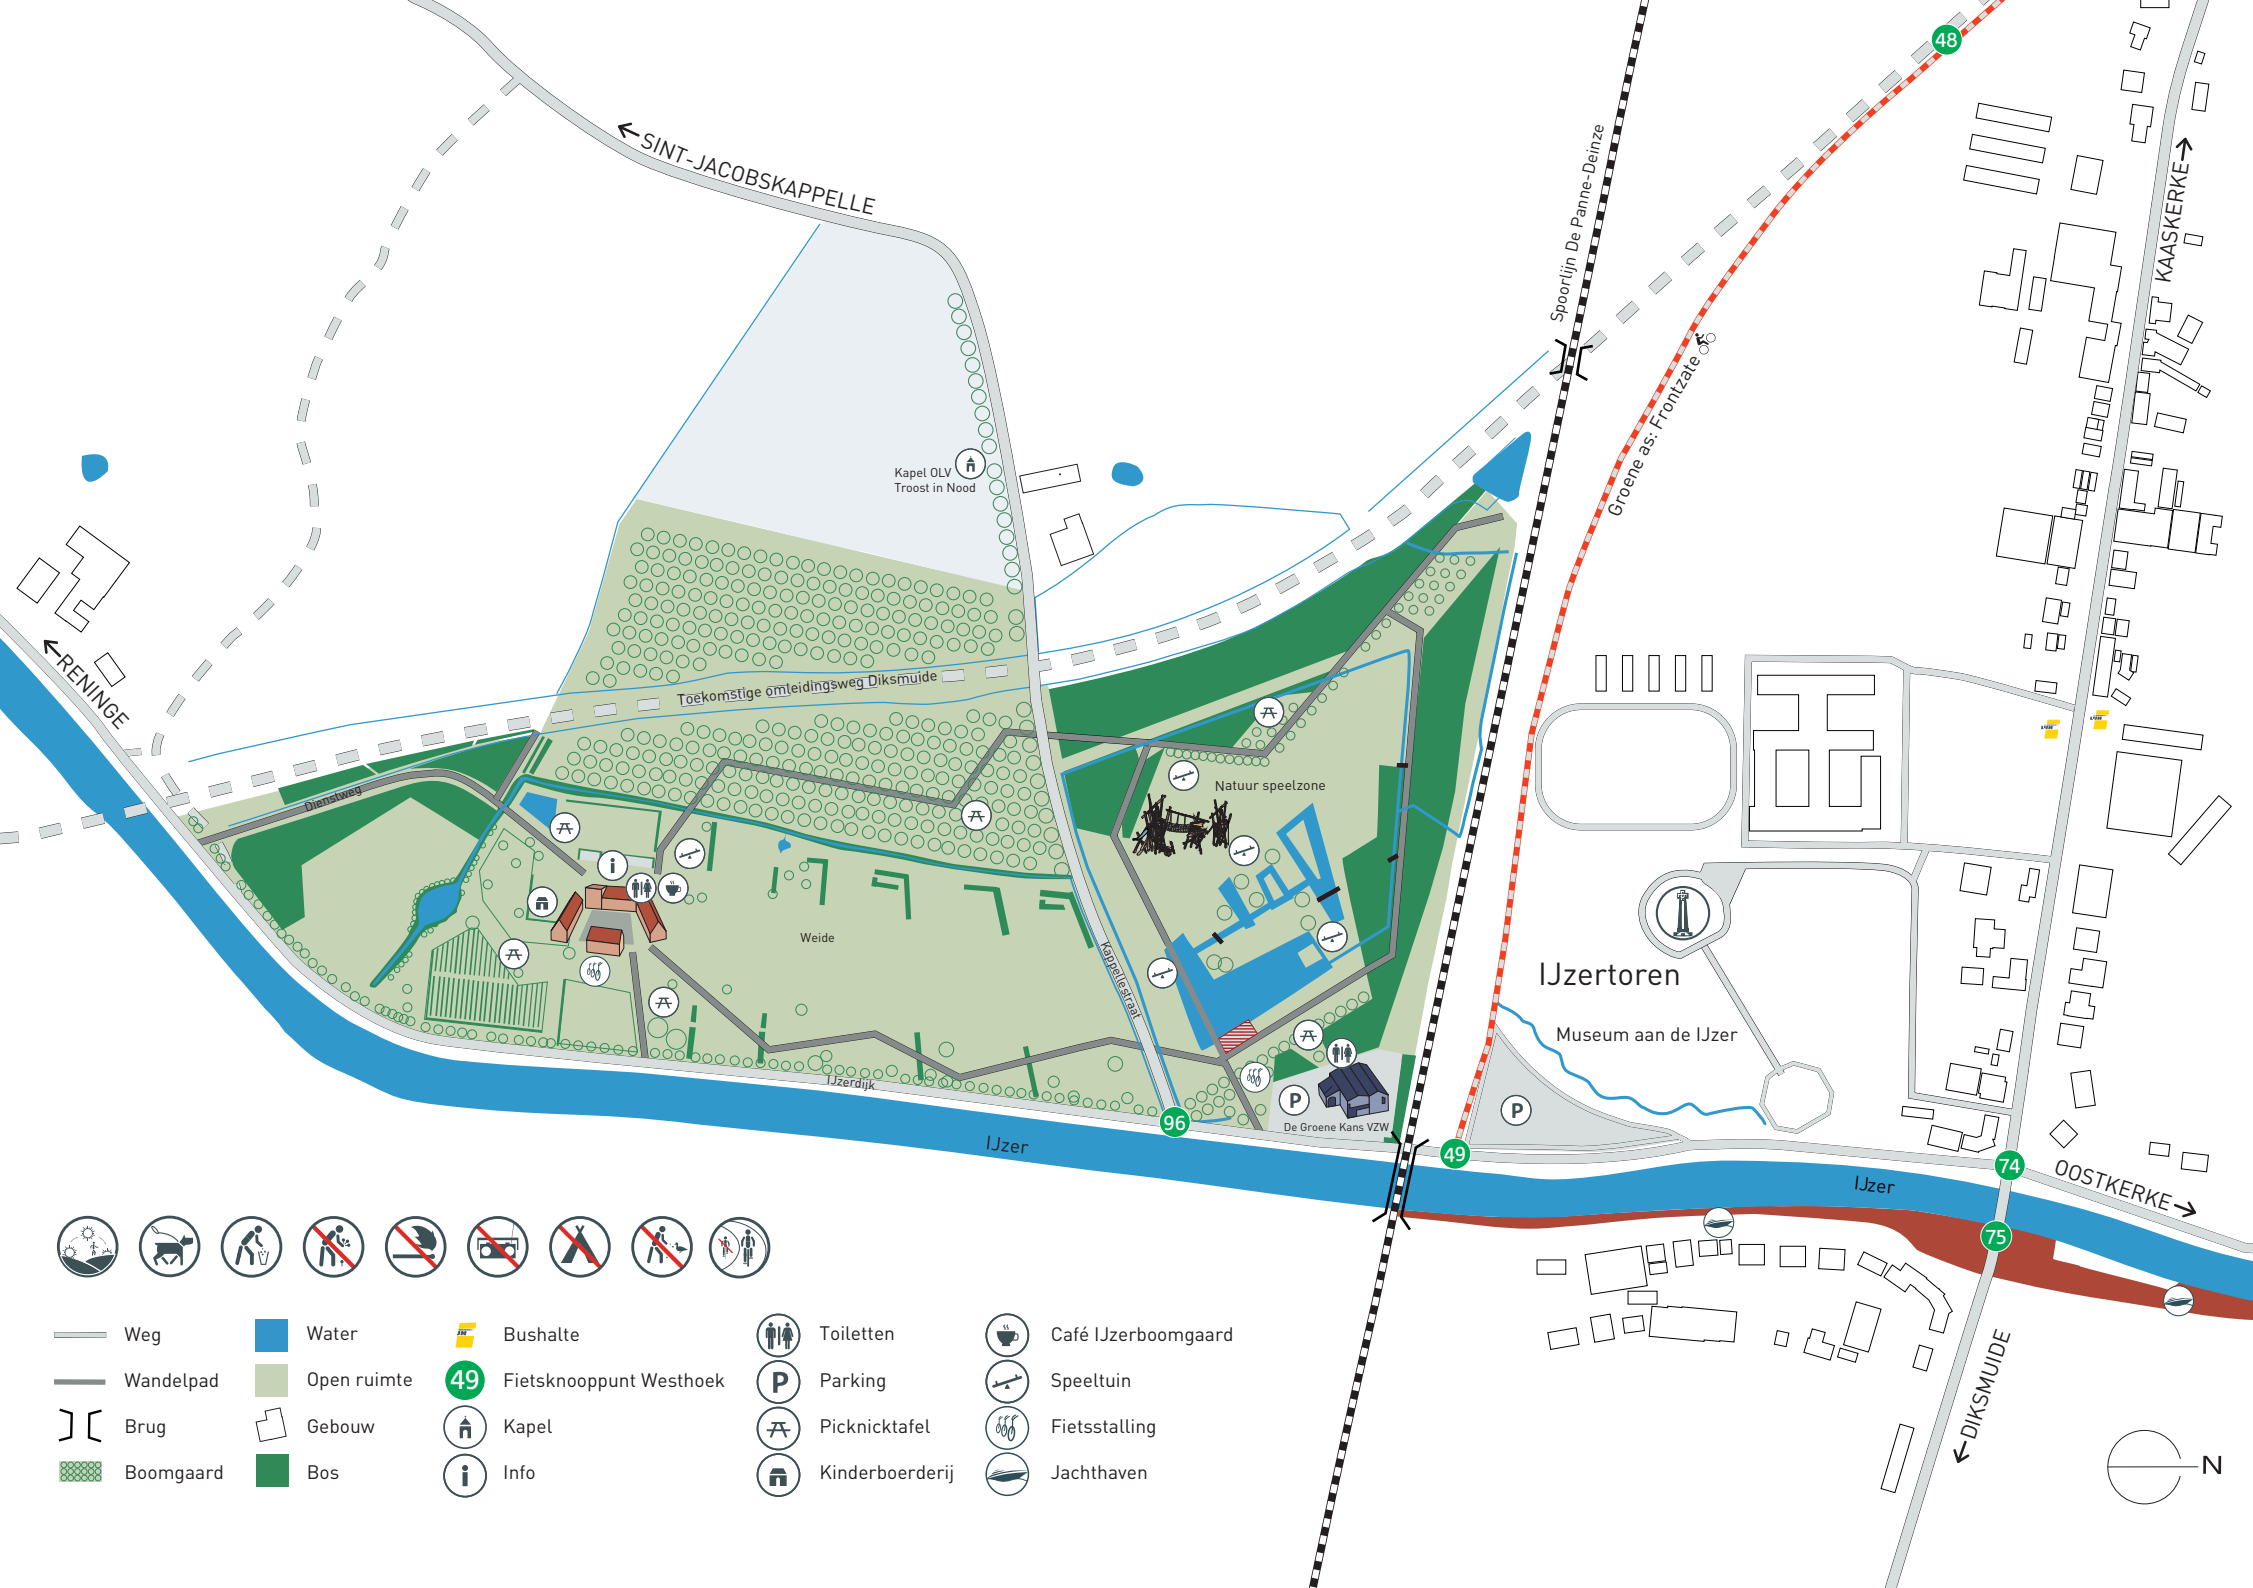 48
SINT-JACOBSKAPPELLE
Spoorlijn De Panne-Deinze
KAASKERKE
Groene as: Frontzate
Kapel OLV
Troost in Nood
RENINGE
Toekomstige omleidingsweg Diksmuide
Dienstweg
Natuur speelzone
i
Weide
Kappellestraat
IJzertoren
Museum aan de IJzer
IJzerdijk
P
P
De Groene Kans VZW
96
49
IJzer
IJzer
74
OOSTKERKE
75
DIKSMUIDE
Weg
Wandelpad
Brug
Boomgaard
Water
Open ruimte
Gebouw
Bos
Bushalte
49 Fietsknooppunt Westhoek
Kapel
i Info
Toiletten
P Parking
Picknicktafel
Kinderboerderij
Café IJzerboomgaard
Speeltuin
Fietsstalling
Jachthaven
N